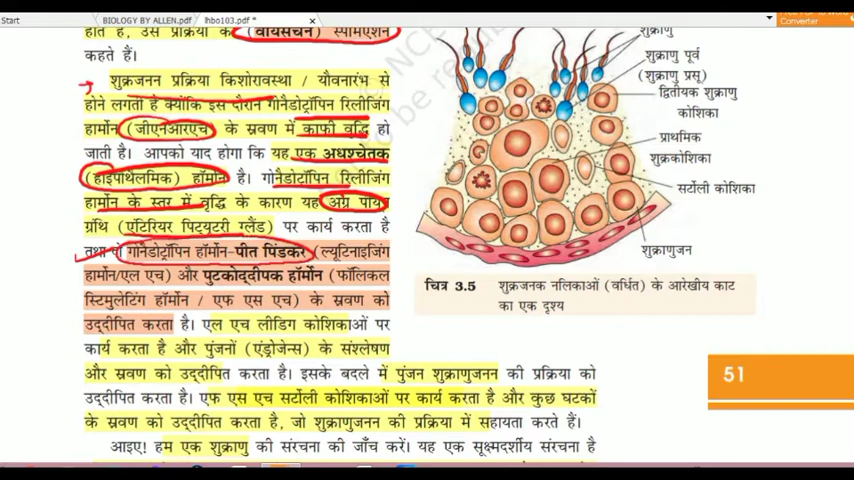 Start
BIOLOGY BY ALLEN.pdf
lhbo103.pdf *
Converter
होते हैं, उस प्रक्रिया को (वीर्यसेचन) स्पर्मिएशन
कहते हैं।
शुक्रजनन प्रक्रिया किशोरावस्था / यौवनारंभ से
होने लगती है क्योंकि इस दौरान गोनैडोट्रॉपिन रिलीजिंग
हार्मोन (जीएनआरएच) के स्रवण में काफी वृद्धि हो
जाती है। आपको याद होगा कि यह एक अधश्चेतक
(हाइपोथैलमिक) हॉर्मोन है। गोनैडोट्रॉपिन रिलीजिंग
हार्मोन के स्तर में वृद्धि के कारण यह अग्र पीयूष
ग्रंथि (एंटिरियर पिट्यूटरी ग्लैंड) पर कार्य करता है
तथा दो गोनैडोट्रॉपिन हॉर्मोन-पीत पिंडकर (ल्यूटिनाइजिंग
हार्मोन/एल एच) और पुटकोद्दीपक हॉर्मोन (फॉलिकल
स्टिमुलेटिंग हॉर्मोन / एफ एस एच) के स्रवण को
उद्दीपित करता है। एल एच लीडिग कोशिकाओं पर
कार्य करता है और पुंजनों (एंड्रोजेन्स) के संश्लेषण
और स्रवण को उद्दीपित करता है। इसके बदले में पुंजन शुक्राणुजनन की प्रक्रिया को
उद्दीपित करता है। एफ एस एच सर्टोली कोशिकाओं पर कार्य करता है और कुछ घटकों
के स्रवण को उद्दीपित करता है, जो शुक्राणुजनन की प्रक्रिया में सहायता करते हैं।
आइए! हम एक शुक्राणु की संरचना की जाँच करें। यह एक सूक्ष्मदर्शीय संरचना है
शुक्राणु
शुक्राणु पूर्व
(शुक्राणु प्रसू)
द्वितीयक शुक्राणु
कोशिका
प्राथमिक
शुक्रकोशिका
सर्टोली कोशिका
शुक्राणुजन
चित्र 3.5 शुक्रजनक नलिकाओं (वर्धित) के आरेखीय काट
का एक दृश्य
51